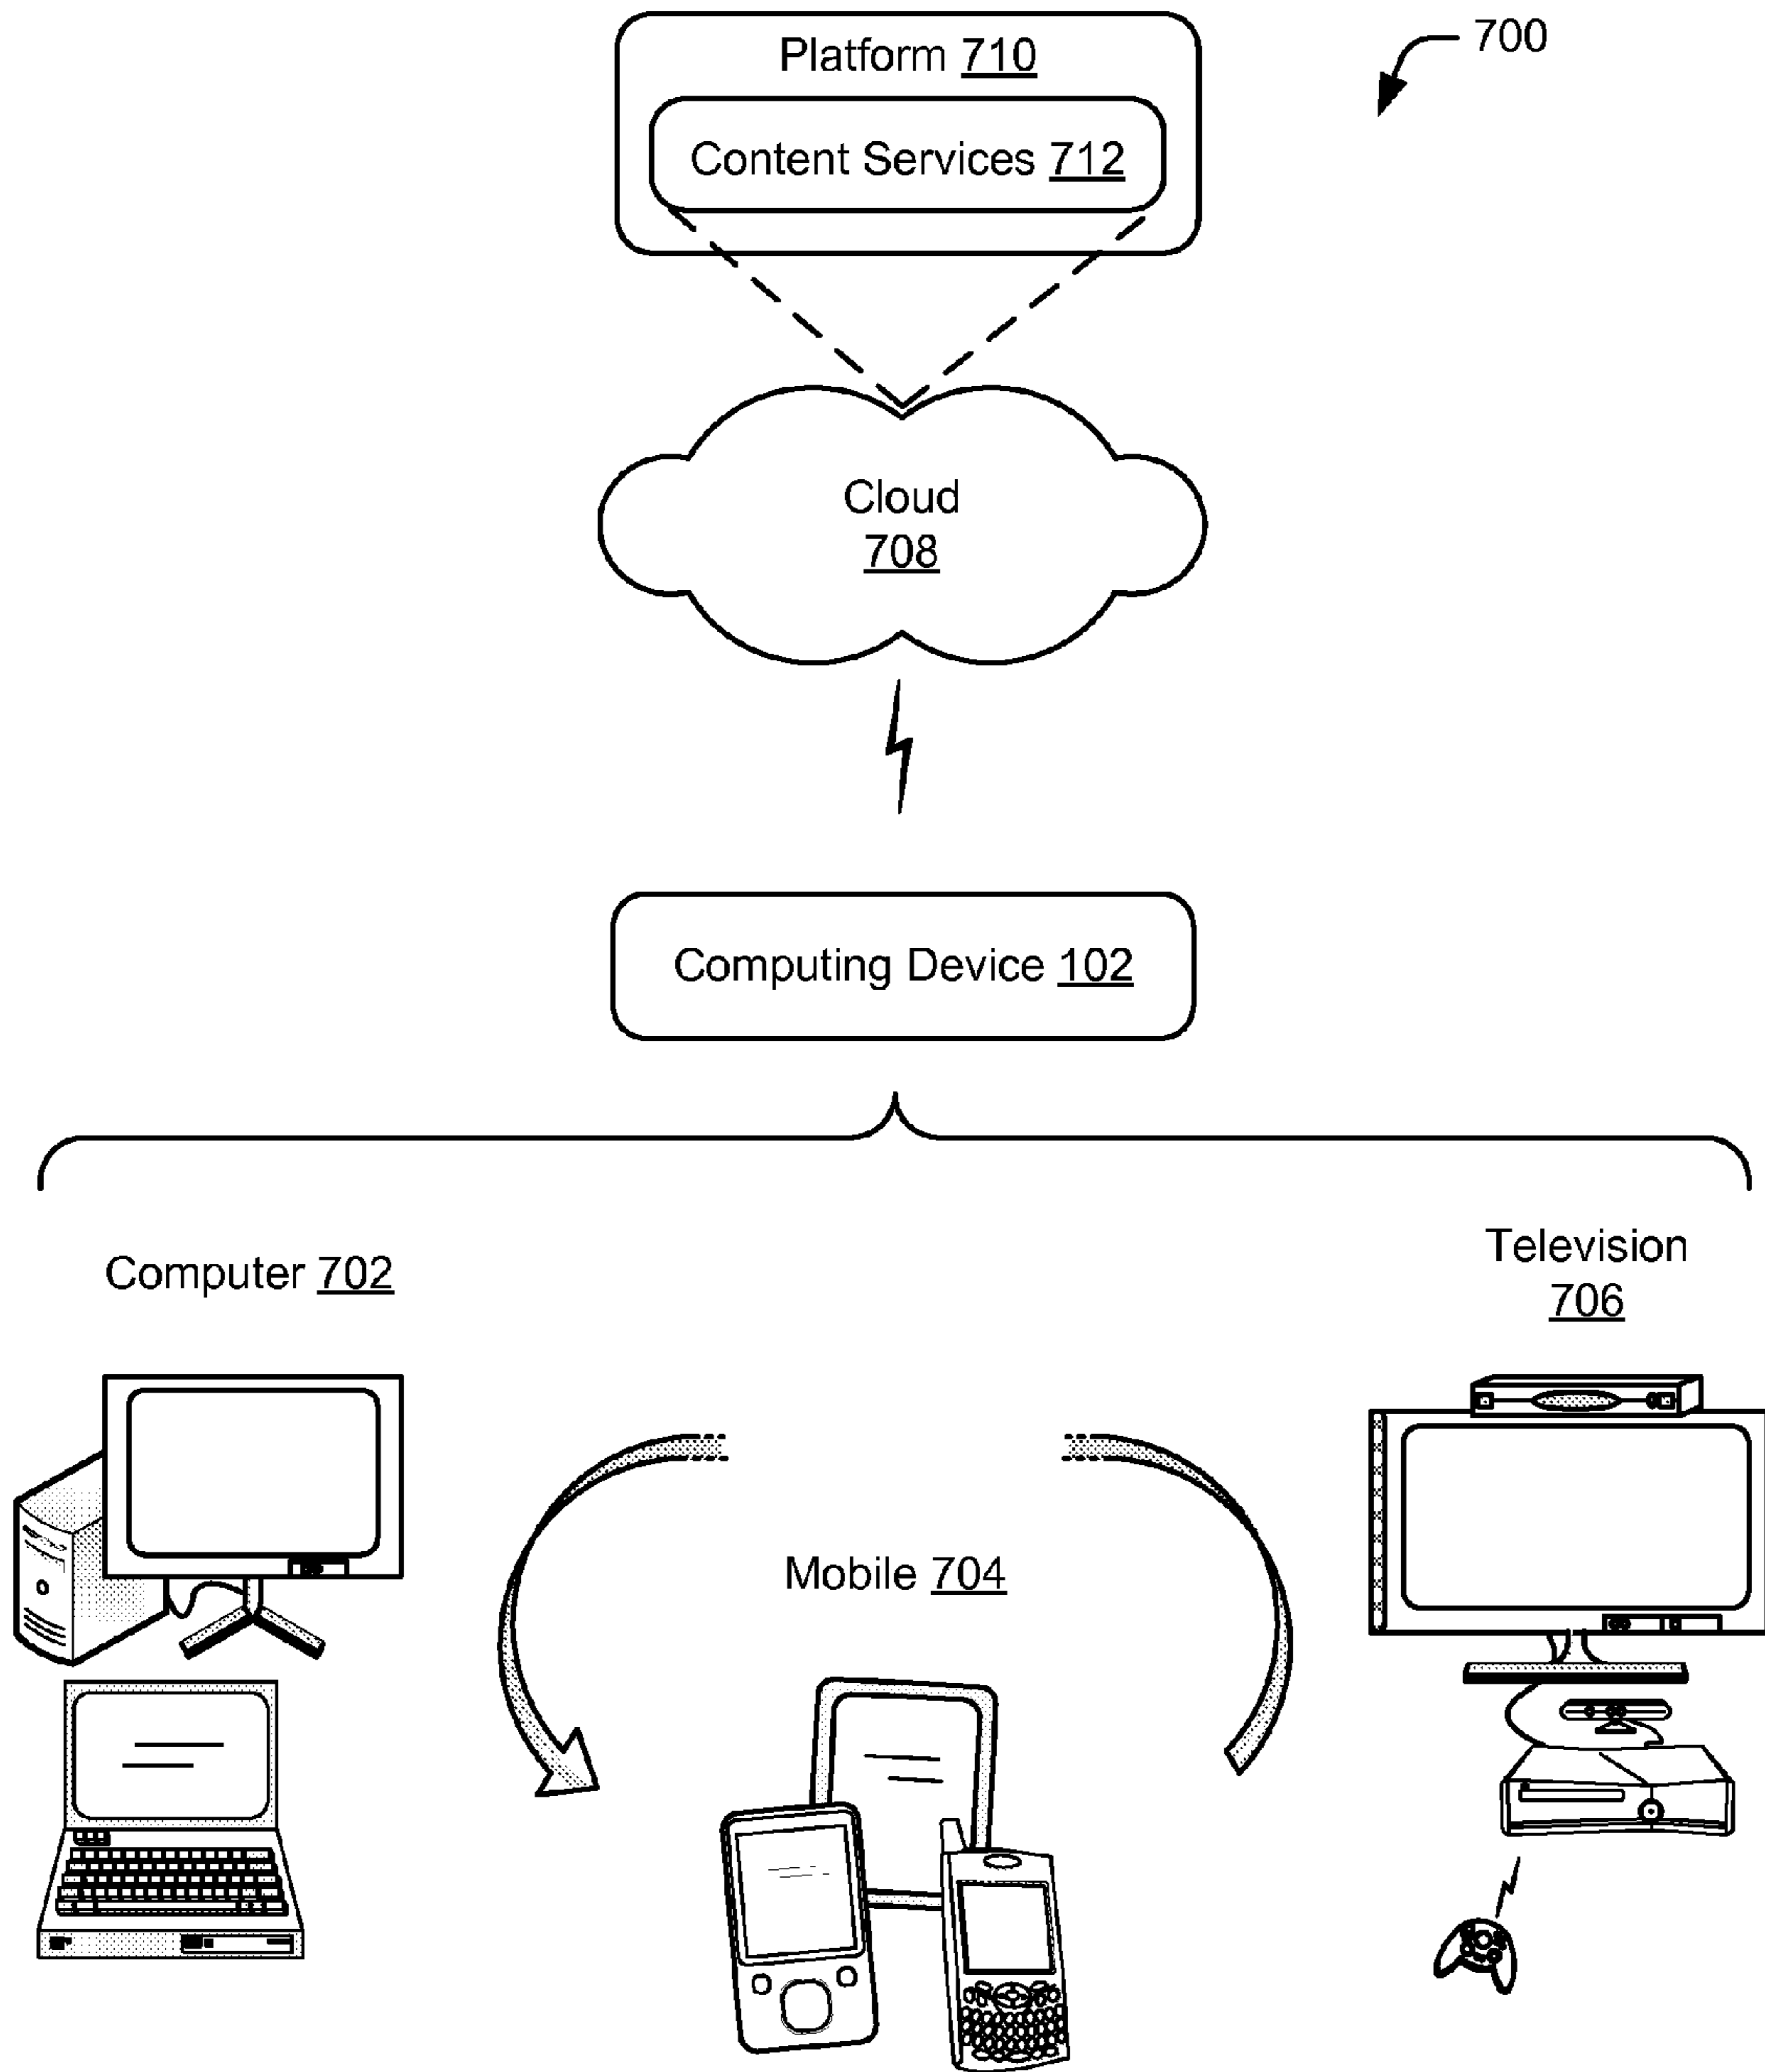 700
Platform 710
Content Services 712
Cloud
708
Computing Device 102
Computer 702
Television
706
Mobile 704